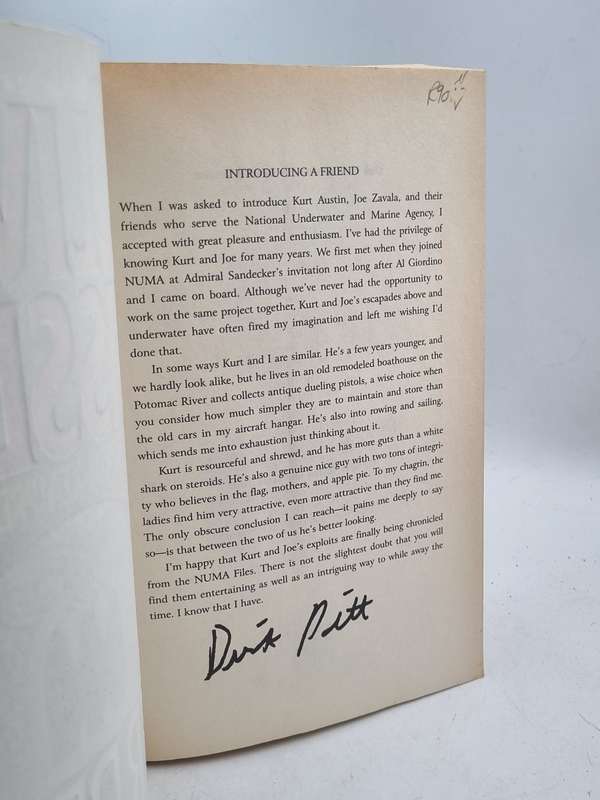 R90.
INTRODUCING A FRIEND
When I was asked to introduce Kurt Austin, Joe Zavala, and their
friends who serve the National Underwater and Marine Agency, I
accepted with great pleasure and enthusiasm. I've had the privilege of
knowing Kurt and Joe for many years. We first met when they joined
NUMA at Admiral Sandecker's invitation not long after Al Giordino
and I came on board. Although we've never had the opportunity to
work on the same project together, Kurt and Joe's escapades above and
underwater have often fired my imagination and left me wishing I'd
done that.
In some ways Kurt and I are similar. He's a few years younger, and
we hardly look alike, but he lives in an old remodeled boathouse on the
Potomac River and collects antique dueling pistols, a wise choice when
you consider how much simpler they are to maintain and store than
the old cars in my aircraft hangar. He's also into rowing and sailing,
which sends me into exhaustion just thinking about it.
Kurt is resourceful and shrewd, and he has more guts than a white
shark on steroids. He's also a genuine nice guy with two tons of integri-
ty who believes in the flag, mothers, and apple pie. To my chagrin, the
ladies find him very attractive, even more attractive than they find me.
The only obscure conclusion I can reach—it pains me deeply to say
so—is that between the two of us he's better looking.
I'm happy that Kurt and Joe's exploits are finally being chronicled
from the NUMA Files. There is not the slightest doubt that you will
find them entertaining as well as an intriguing way to while away the
time. I know that I have.
Dirk Pitt